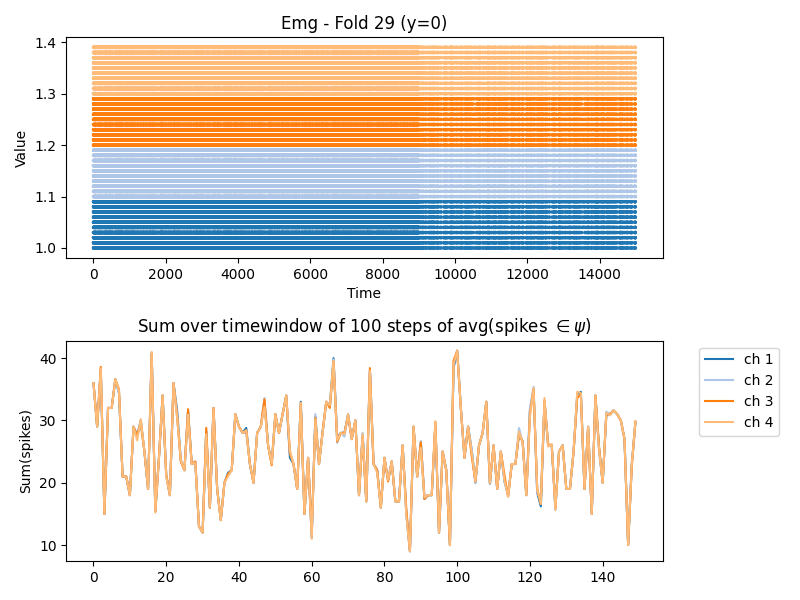 Emg - Fold 29 (y=0)
Value
1.4
1.3
1.2
1.1
1.0
0 2000 4000 6000 8000 10000 12000 14000
Time
Sum over timewindow of 100 steps of avg(spikes ∈ ψ)
Sum(spikes)
40
30
20
10
0 20 40 60 80 100 120 140
ch 1
ch 2
ch 3
ch 4